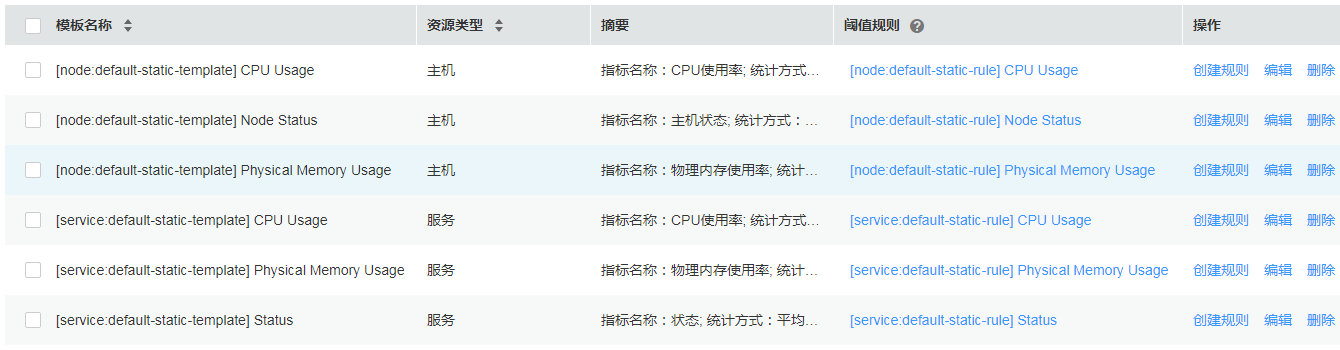 模板名称 资源类型 摘要 阈值规则 ? 操作
[node:default-static-template] CPU Usage 主机 指标名称：CPU使用率; 统计方式... [node:default-static-rule] CPU Usage 创建规则 编辑 删除
[node:default-static-template] Node Status 主机 指标名称：主机状态; 统计方式：... [node:default-static-rule] Node Status 创建规则 编辑 删除
[node:default-static-template] Physical Memory Usage 主机 指标名称：物理内存使用率; 统计... [node:default-static-rule] Physical Memory Usage 创建规则 编辑 删除
[service:default-static-template] CPU Usage 服务 指标名称：CPU使用率; 统计方式... [service:default-static-rule] CPU Usage 创建规则 编辑 删除
[service:default-static-template] Physical Memory Usage 服务 指标名称：物理内存使用率; 统计... [service:default-static-rule] Physical Memory Usage 创建规则 编辑 删除
[service:default-static-template] Status 服务 指标名称：状态; 统计方式：平均... [service:default-static-rule] Status 创建规则 编辑 删除